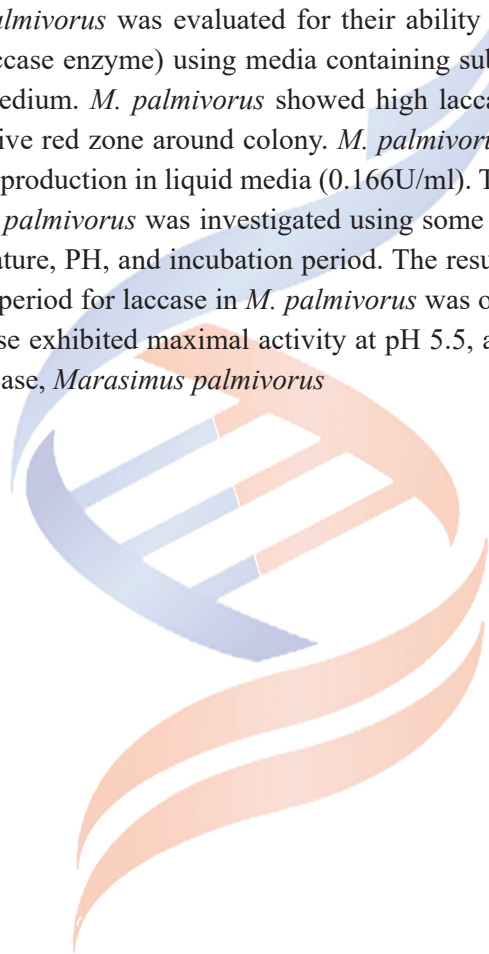 almivorus was evaluated for their ability
ccase enzyme) using media containing sub
edium. M. palmivorus showed high lacca
ive red zone around colony. M. palmivoru
production in liquid media (0.166U/ml). T
palmivorus was investigated using some
ature, PH, and incubation period. The resu
period for laccase in M. palmivorus was o
se exhibited maximal activity at pH 5.5, a
case, Marasimus palmivorus